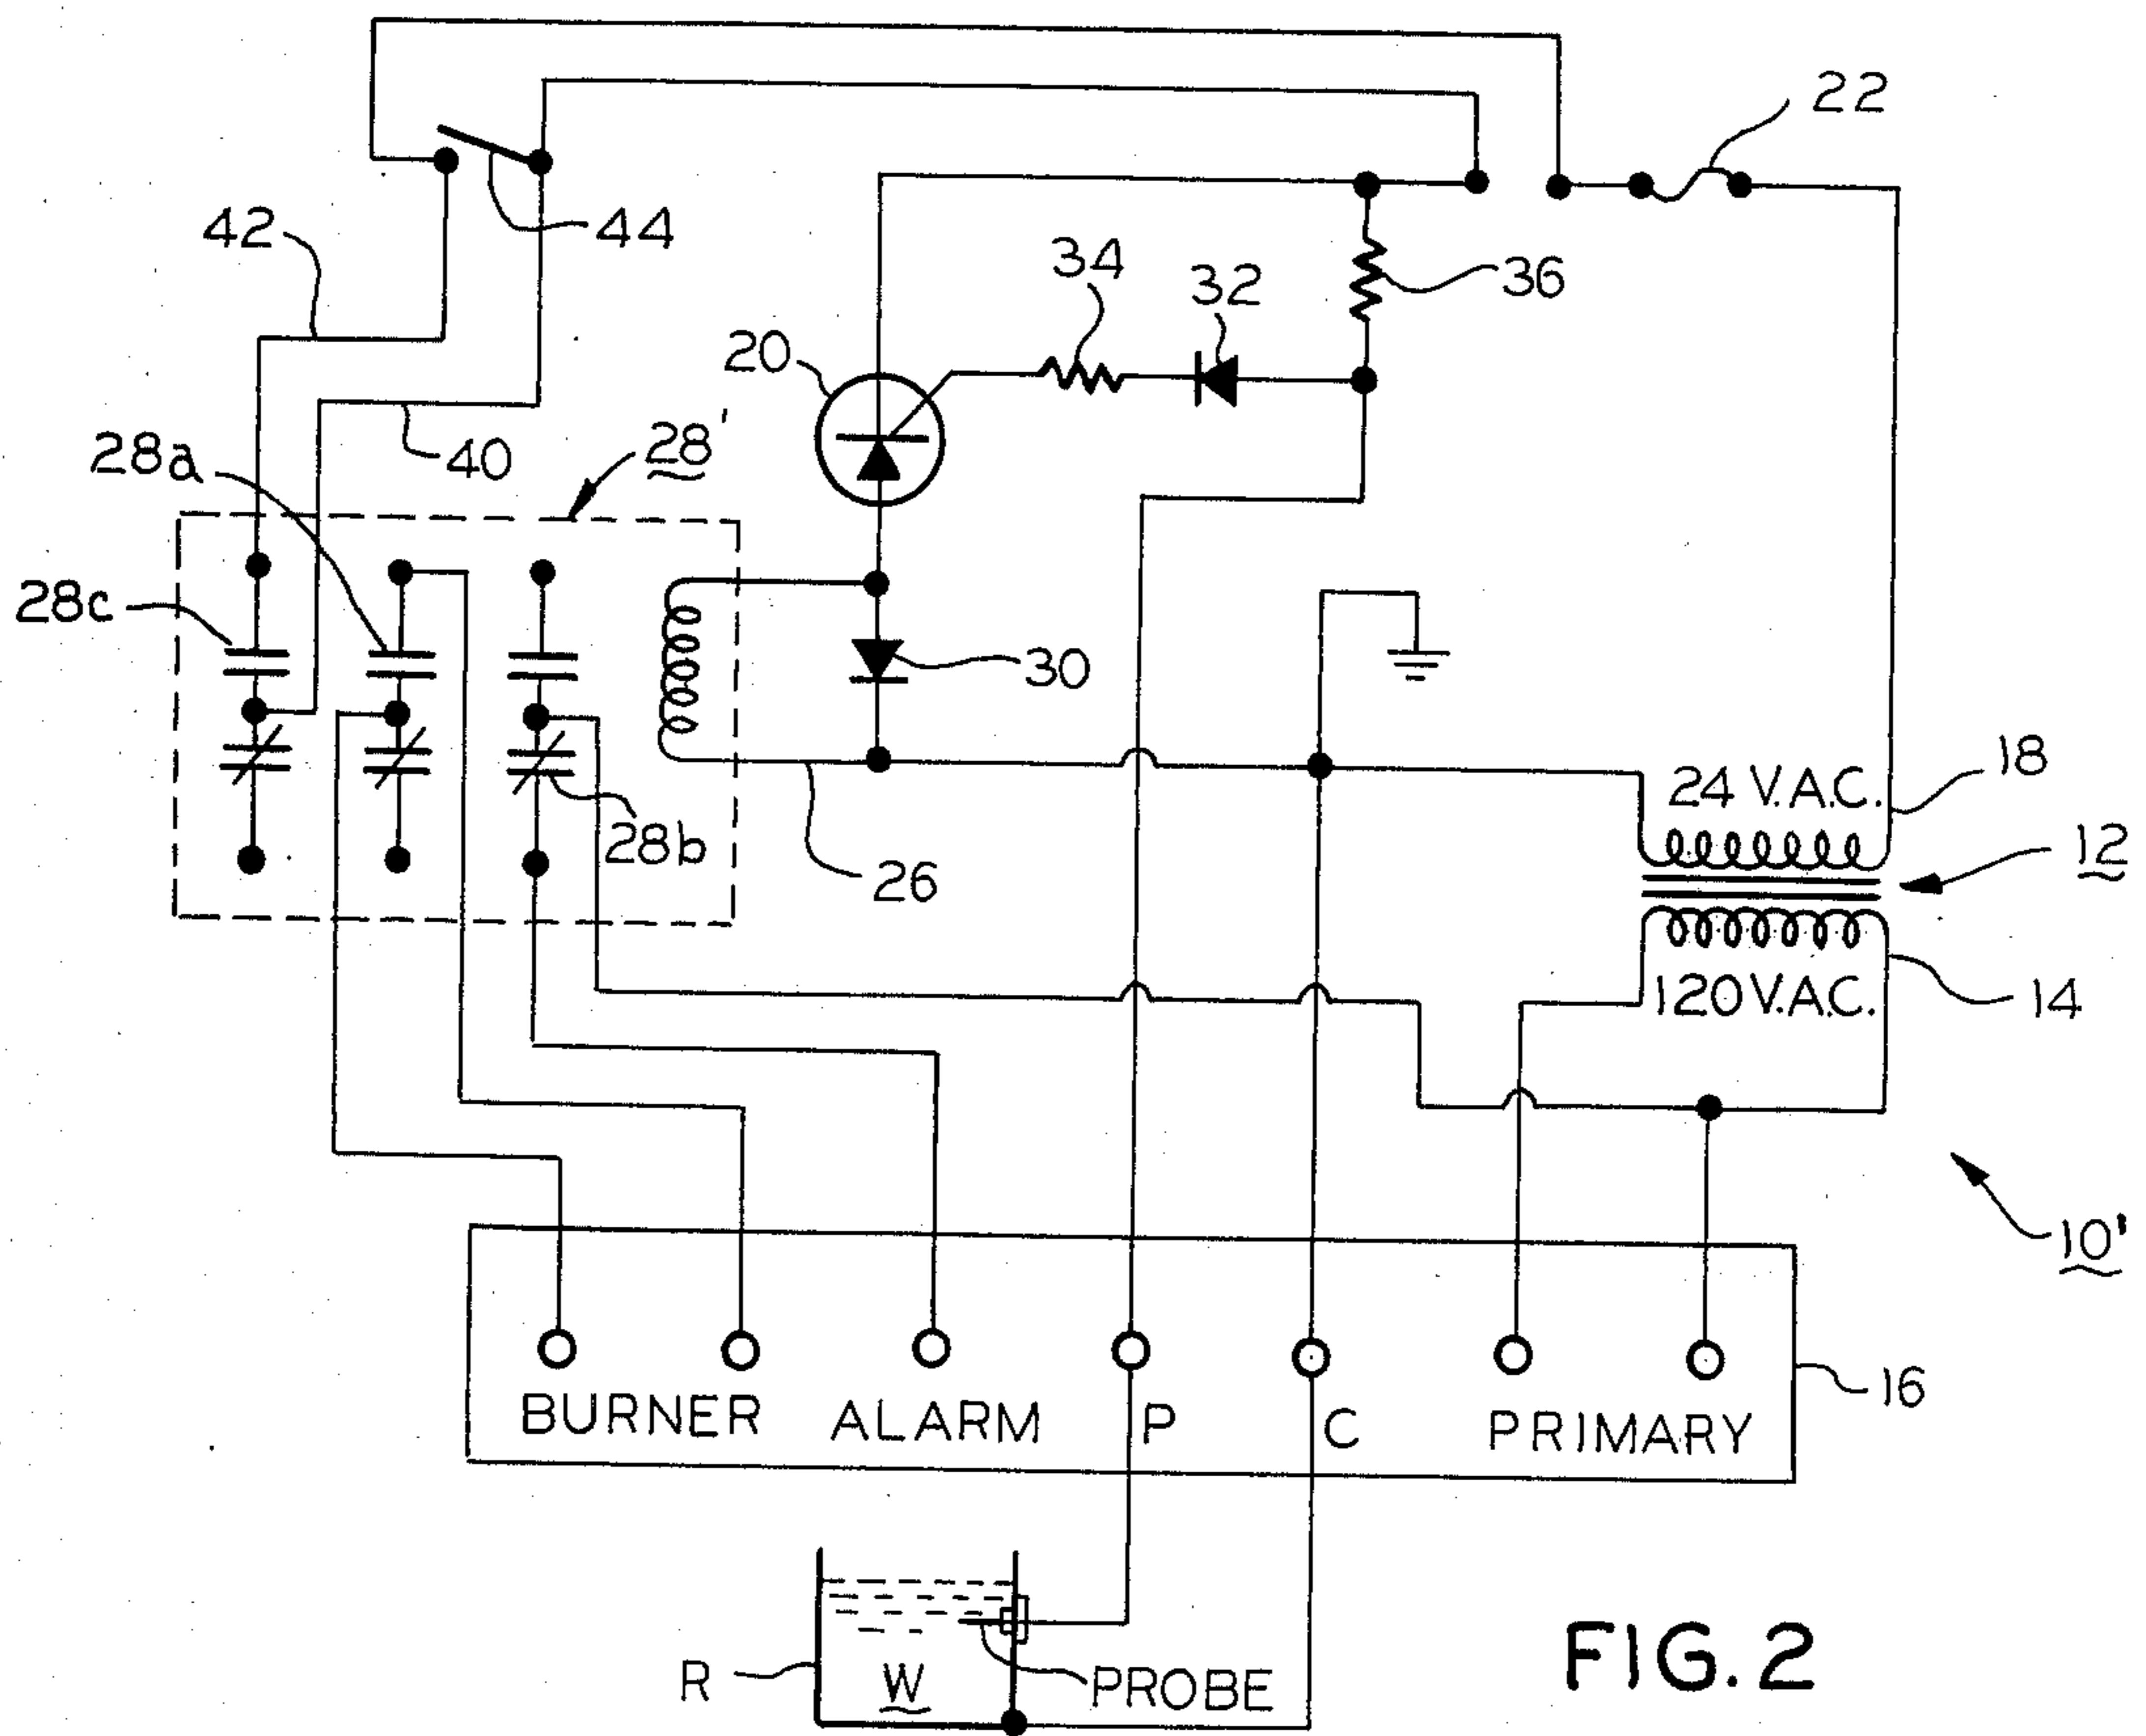 22
42
44
34
32
36
20
28a
40
28'
28c
30
24 V.A.C.
18
28b
12
26
120 V.A.C.
14
10'
16
BURNER ALARM P C PRIMARY
R W PROBE
FIG. 2